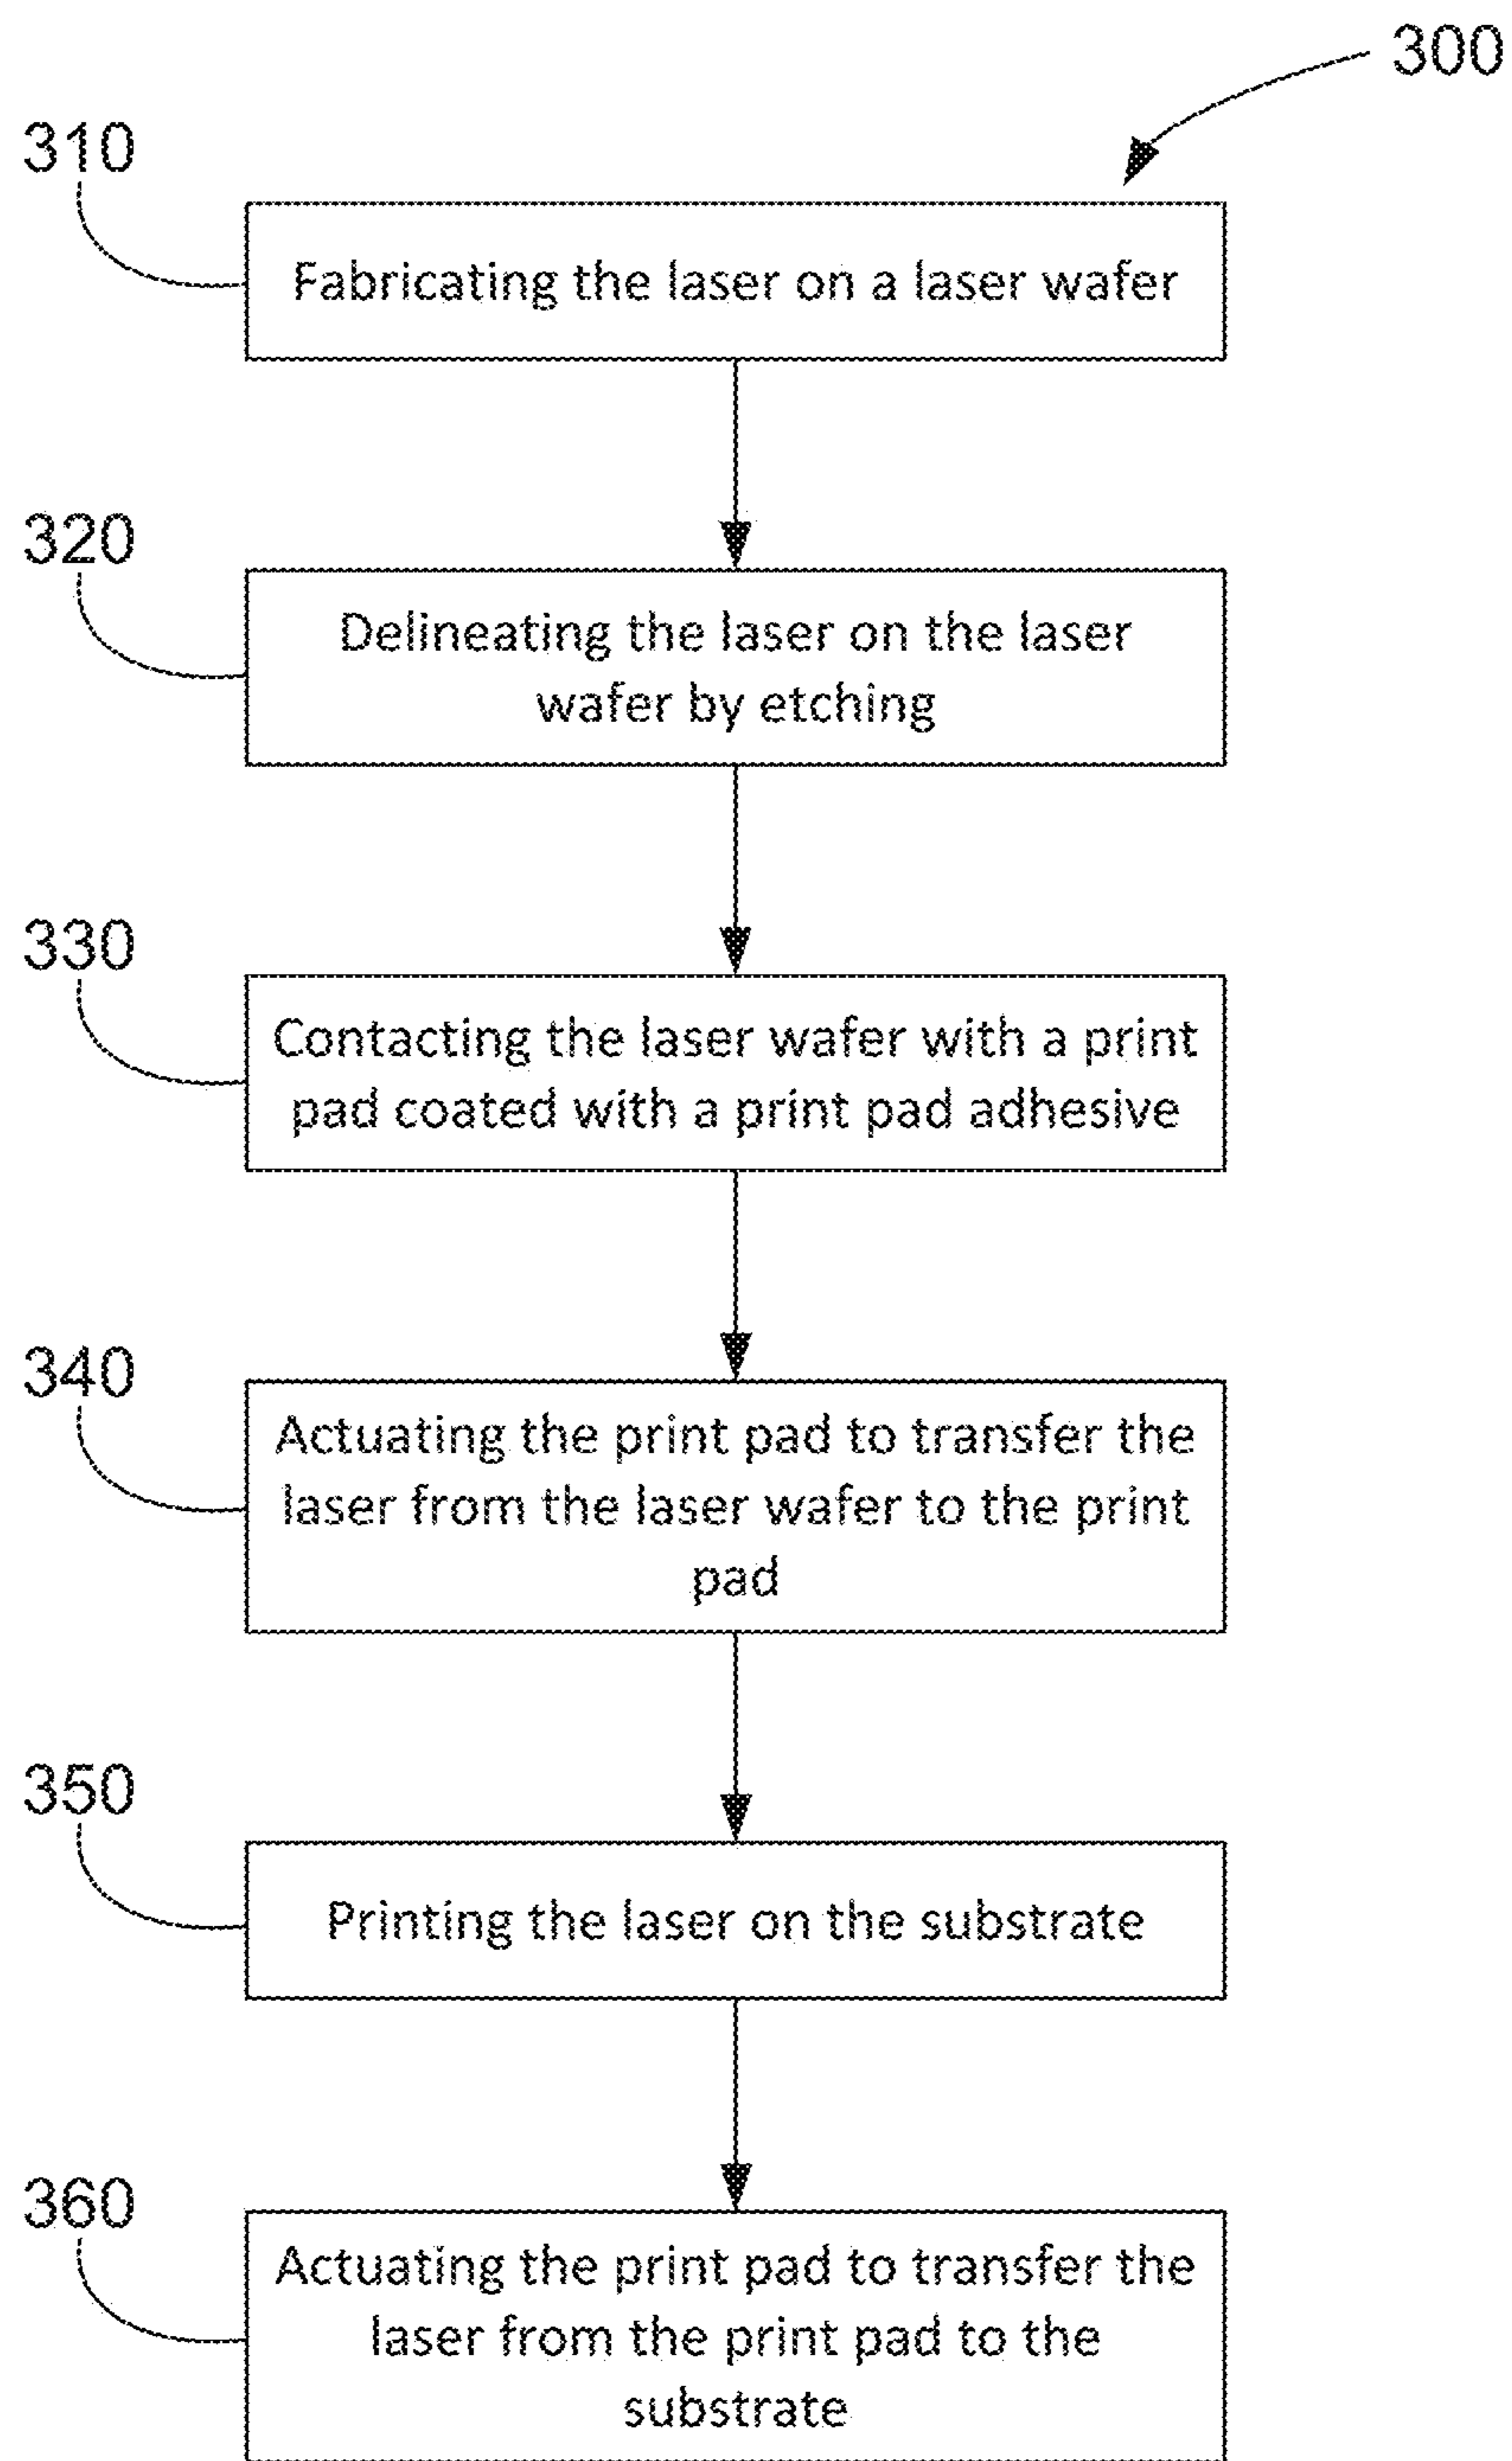 300
310
Fabricating the laser on a laser wafer
320
Delineating the laser on the laser
wafer by etching
330
Contacting the laser wafer with a print
pad coated with a print pad adhesive
340
Actuating the print pad to transfer the
laser from the laser wafer to the print
pad
350
Printing the laser on the substrate
360
Actuating the print pad to transfer the
laser from the print pad to the
substrate